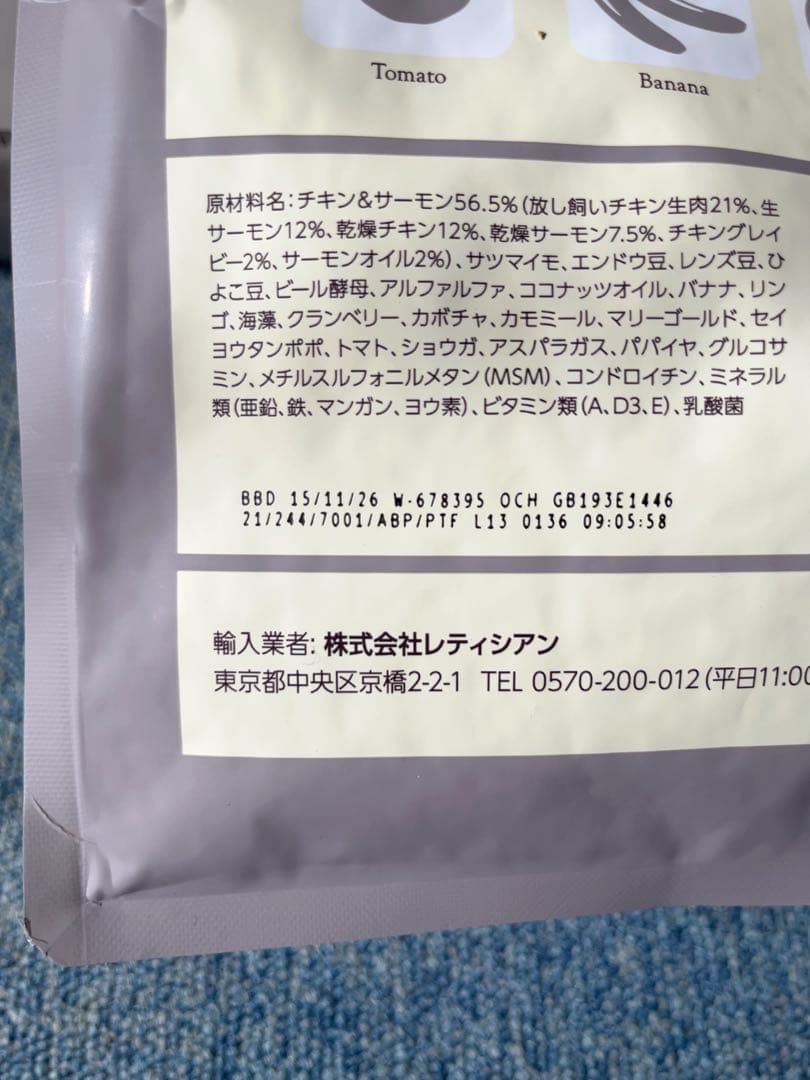 Tomato
Banana
原材料名:チキン&サーモン56.5%(放し飼いチキン生肉21%、生
サーモン12%、乾燥チキン12%、乾燥サーモン7.5%、チキングレイ
ビー2%、サーモンオイル2%)、サツマイモ、エンドウ豆、レンズ豆、ひ
よこ豆、ビール酵母、アルファルファ、ココナッツオイル、バナナ、リン
ゴ、海藻、クランベリー、カボチャ、カモミール、マリーゴールド、セイ
ヨウタンポポ、トマト、ショウガ、アスパラガス、パパイヤ、グルコサ
ミン、メチルスルフォニルメタン(MSM)、コンドロイチン、ミネラル
類(亜鉛、鉄、マンガン、ヨウ素)、ビタミン類(A、D3、E)、乳酸菌
BBD 15/11/26 W-678395 OCH GB193E1446
21/244/7001/ABP/PTF L13 0136 09:05:58
輸入業者: 株式会社レティシアン
東京都中央区京橋2-2-1 TEL 0570-200-012(平日11:00